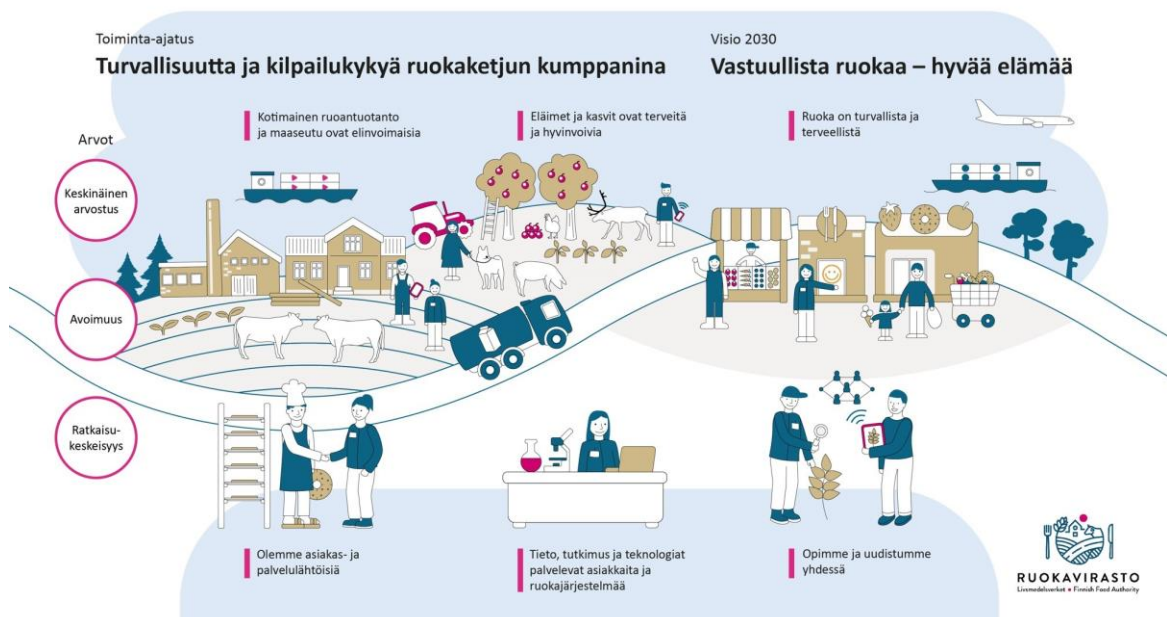 Toiminta-ajatus
Turvallisuutta ja kilpailukykyä ruokaketjun kumppanina
Visio 2030
Vastuullista ruokaa – hyvää elämää
Kotimainen ruoantuotanto
ja maaseutu ovat elinvoimaisia
Eläimet ja kasvit ovat terveitä
ja hyvinvoivia
Ruoka on turvallista ja
terveellistä
Arvot
Keskinäinen
arvostus
Avoimuus
Ratkaisu-
keskeisyys
Olemme asiakas- ja
palvelulähtöisiä
Tieto, tutkimus ja teknologiat
palvelevat asiakkaita ja
ruokajärjestelmää
Opimme ja uudistumme
yhdessä
RUOKAVIRASTO
Livsmedelsverket • Finnish Food Authority